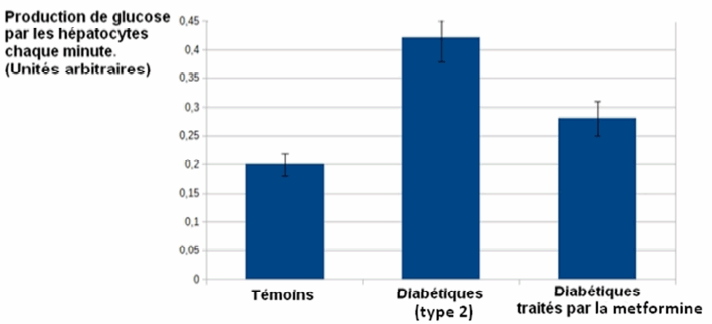 Production de glucose
par les hépatocytes
chaque minute.
(Unités arbitraires)
0,45
0,4
0,35
0,3
0,25
0,2
0,15
0,1
0,05
0
Témoins
Diabétiques
(type 2)
Diabétiques
traités par la metformine